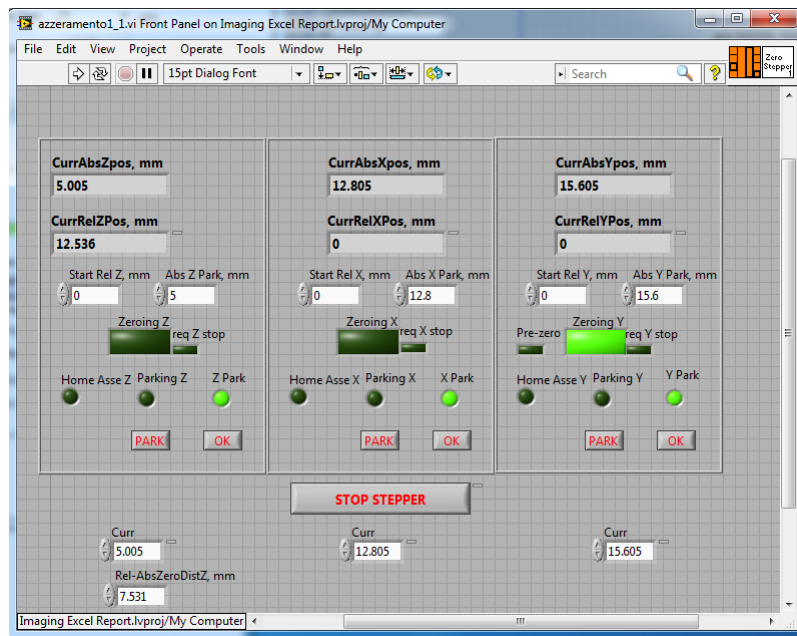 azzeramento1_1.vi Front Panel on Imaging Excel Report.lvproj/My Computer
File Edit View Project Operate Tools Window Help
15pt Dialog Font
Search
Zero
Stepper
1
CurrAbsZpos, mm
5.005
CurrRelZPos, mm
12.536
Start Rel Z, mm Abs Z Park, mm
0 5
Zeroing Z
req Z stop
Home Asse Z Parking Z Z Park
PARK OK
CurrAbsXpos, mm
12.805
CurrRelXPos, mm
0
Start Rel X, mm Abs X Park, mm
0 12.8
Zeroing X
req X stop
Home Asse X Parking X X Park
PARK OK
CurrAbsYpos, mm
15.605
CurrRelYPos, mm
0
Start Rel Y, mm Abs Y Park, mm
0 15.6
Zeroing Y
Pre-zero req Y stop
Home Asse Y Parking Y Y Park
PARK OK
STOP STEPPER
Curr
5.005
Rel-AbsZeroDistZ, mm
7.531
Curr
12.805
Curr
15.605
Imaging Excel Report.lvproj/My Computer